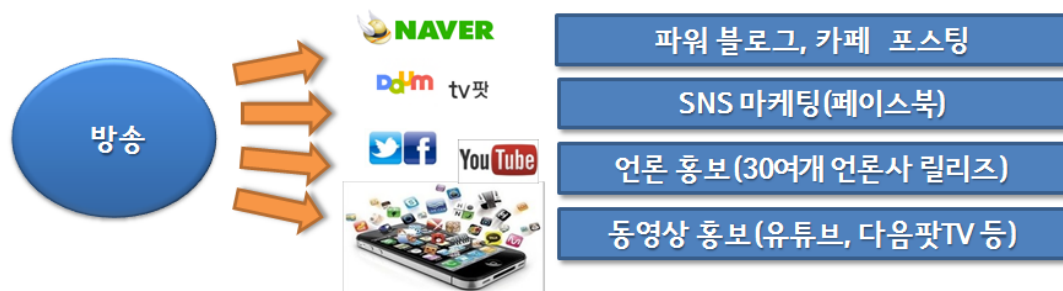 방송
NAVER
Daum tv팟
You Tube
파워 블로그, 카페 포스팅
SNS 마케팅(페이스북)
언론 홍보(30여개 언론사 릴리즈)
동영상 홍보(유튜브, 다음팟TV 등)